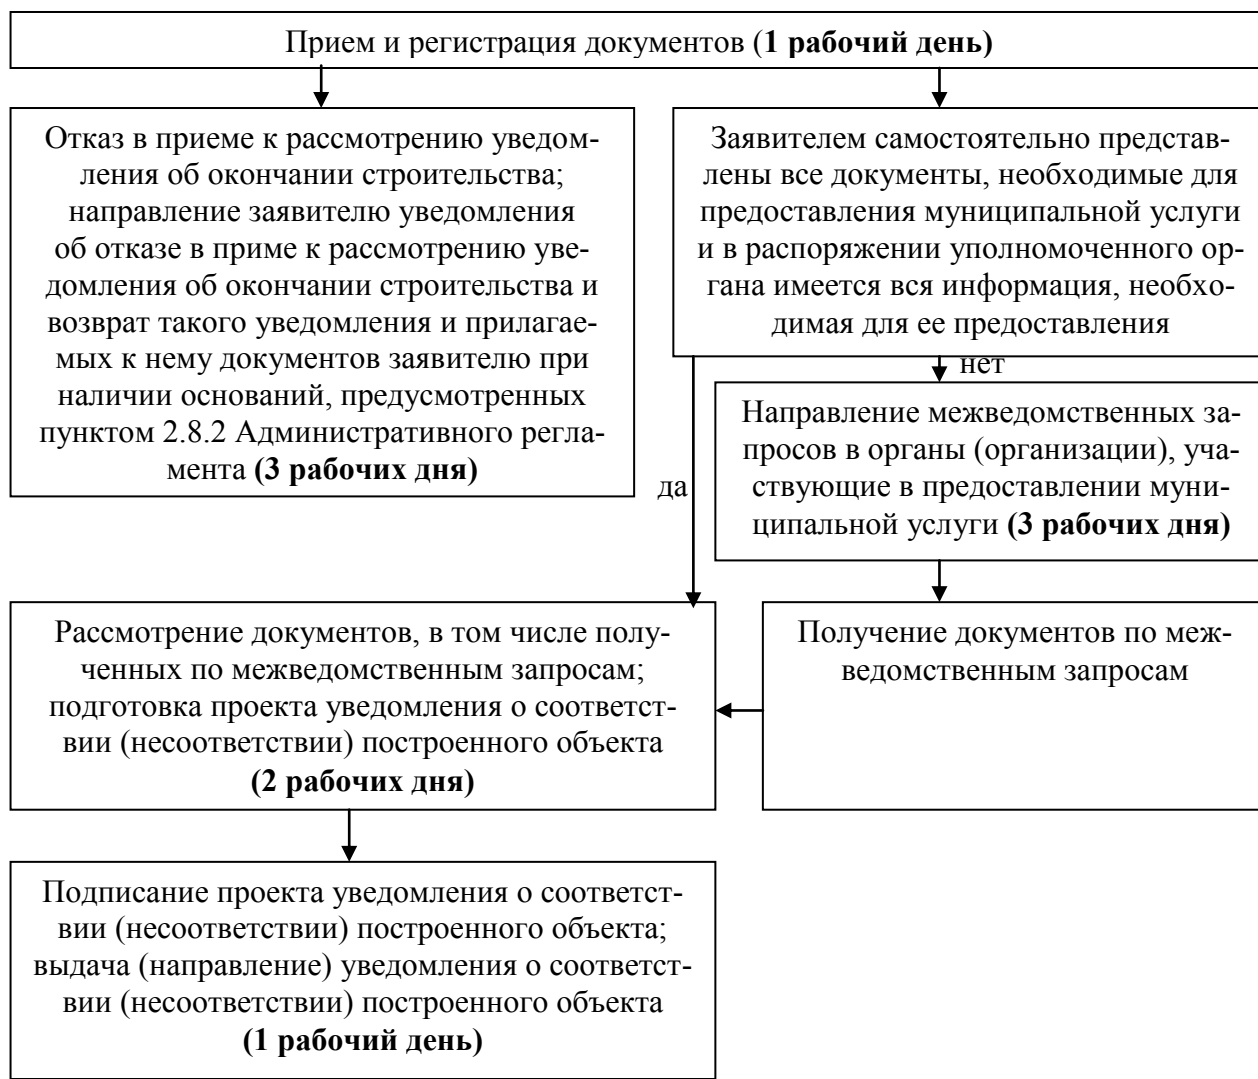 Прием и регистрация документов (1 рабочий день)
Отказ в приеме к рассмотрению уведом-
ления об окончании строительства;
направление заявителю уведомления
об отказе в приме к рассмотрению уве-
домления об окончании строительства и
возврат такого уведомления и прилагае-
мых к нему документов заявителю при
наличии оснований, предусмотренных
пунктом 2.8.2 Административного регла-
мента (3 рабочих дня)
Заявителем самостоятельно представ-
лены все документы, необходимые для
предоставления муниципальной услуги
и в распоряжении уполномоченного ор-
гана имеется вся информация, необхо-
димая для ее предоставления
нет
Направление межведомственных за-
просов в органы (организации), уча-
ствующие в предоставлении муни-
ципальной услуги (3 рабочих дня)
да
Рассмотрение документов, в том числе полу-
ченных по межведомственным запросам;
подготовка проекта уведомления о соответст-
вии (несоответствии) построенного объекта
(2 рабочих дня)
Получение документов по меж-
ведомственным запросам
Подписание проекта уведомления о соответст-
вии (несоответствии) построенного объекта;
выдача (направление) уведомления о соответст-
вии (несоответствии) построенного объекта
(1 рабочий день)